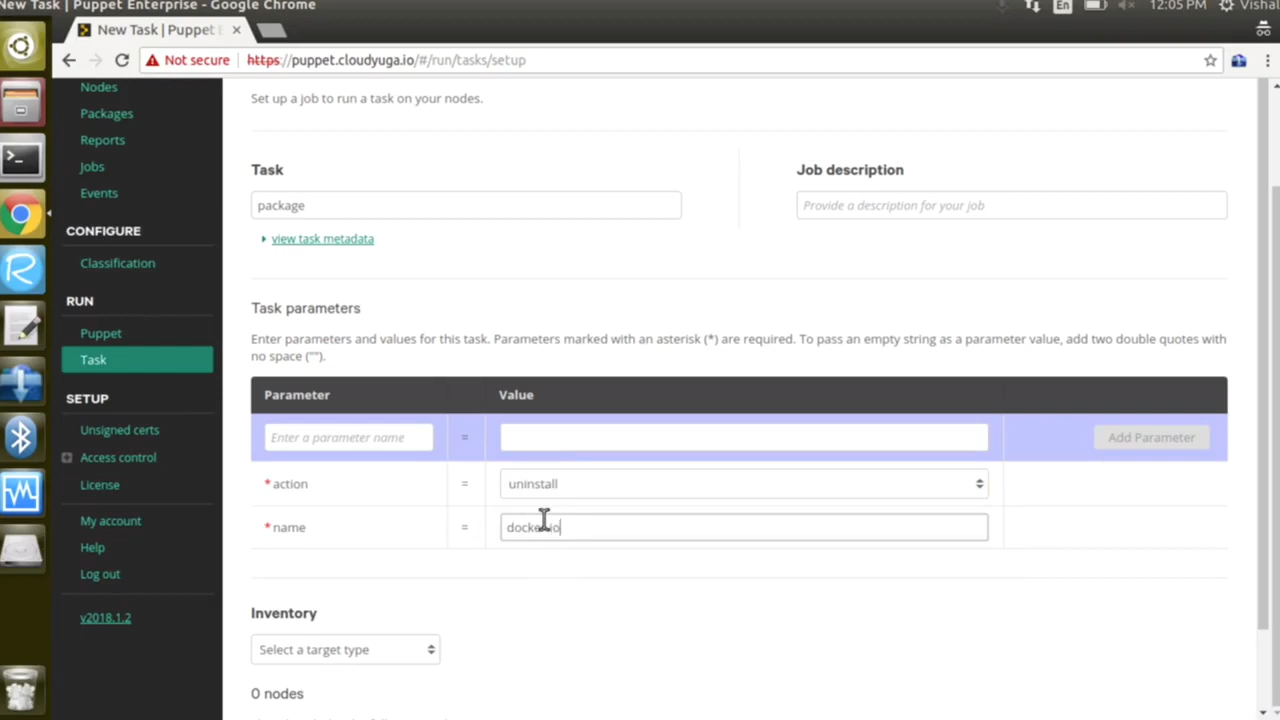 New Task | Puppet Enterprise - Google Chrome
En
12:05 PM
Vishal
New Task | Puppet E
Not secure
https://puppet.cloudyuga.io/#/run/tasks/setup
Nodes
Packages
Reports
Jobs
Events
CONFIGURE
Classification
RUN
Puppet
Task
SETUP
Unsigned certs
Access control
License
My account
Help
Log out
v2018.1.2
Set up a job to run a task on your nodes.
Task
package
view task metadata
Job description
Provide a description for your job
Task parameters
Enter parameters and values for this task. Parameters marked with an asterisk (*) are required. To pass an empty string as a parameter value, add two double quotes with
no space ("").
Parameter
Value
Enter a parameter name
=
Add Parameter
* action
=
uninstall
* name
=
docker.io
Inventory
Select a target type
0 nodes